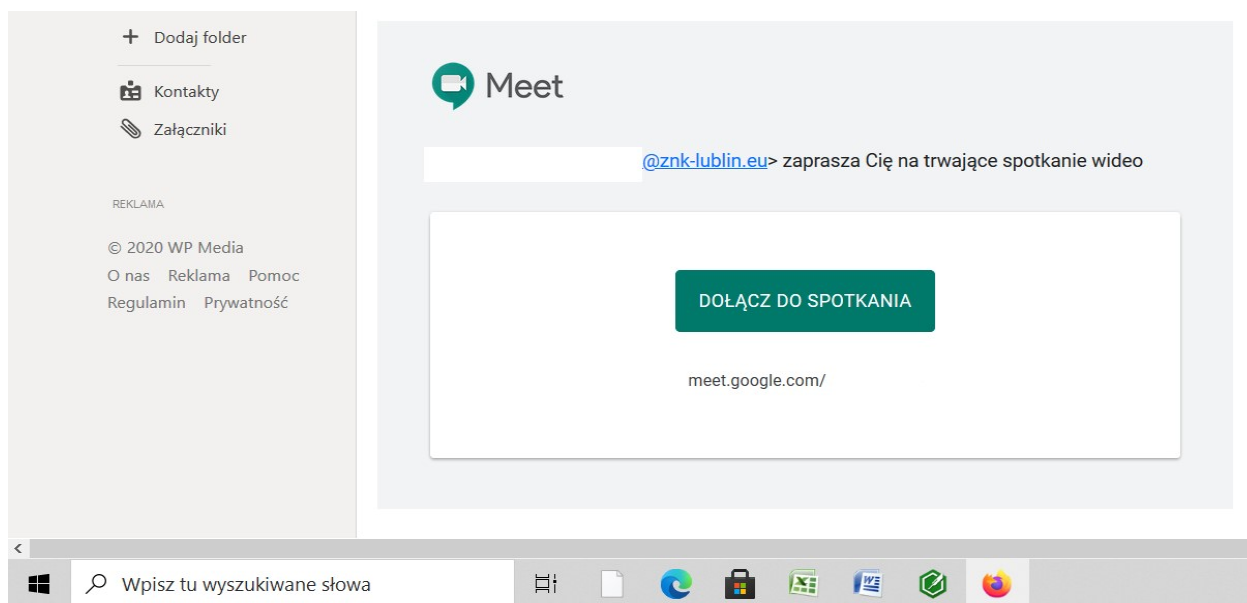 Dodaj folder
Kontakty
Załączniki
REKLAMA
© 2020 WP Media
O nas Reklama Pomoc
Regulamin Prywatność
Meet
@znk-lublin.eu> zaprasza Cię na trwające spotkanie wideo
DOŁĄCZ DO SPOTKANIA
meet.google.com/
Wpisz tu wyszukiwane słowa